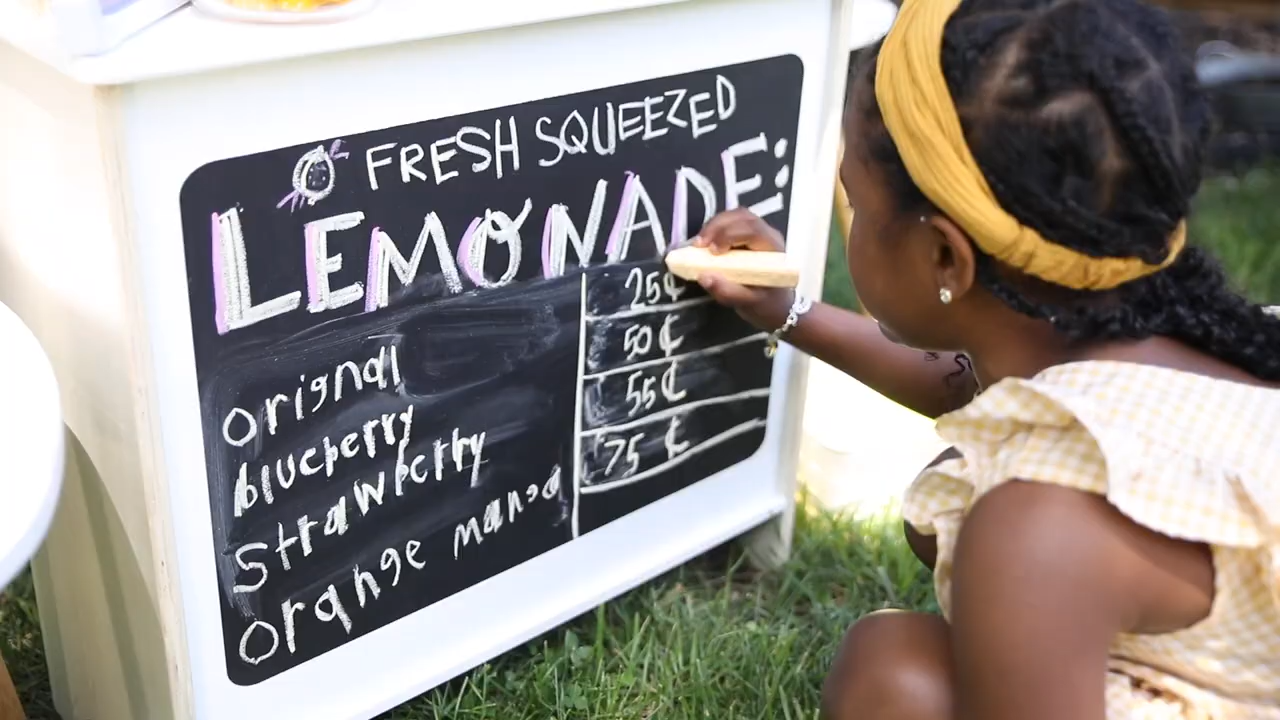 FRESH SQUEEZED
LEMONADE:
orignal 25¢
blueberry 50¢
Strawberry 55¢
Orange mango 75¢